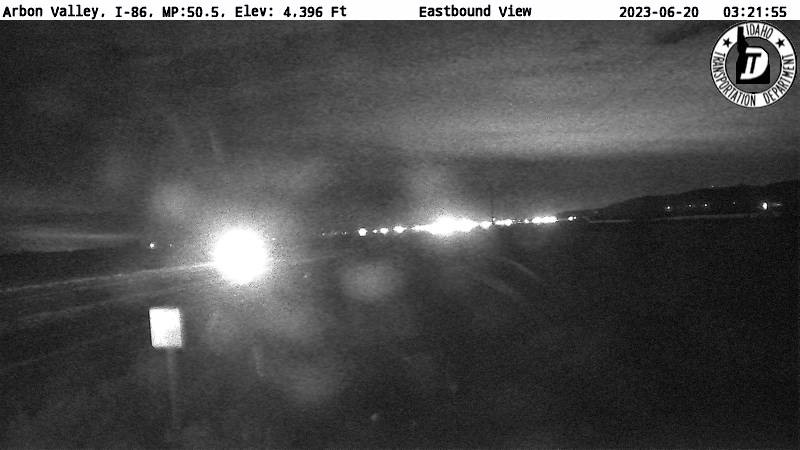 Arbon Valley, I-86, MP:50.5, Elev: 4,396 Ft Eastbound View 2023-06-20 03:21:55
IDAHO
TRANSPORTATION DEPARTMENT